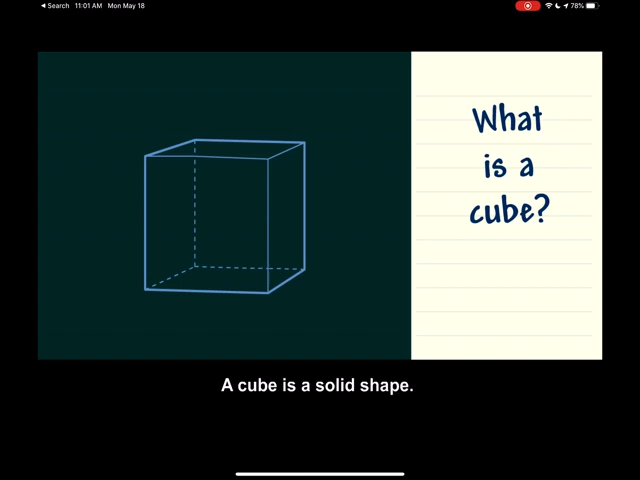 Search 11:01 AM Mon May 18
78%
What
is a
cube?
A cube is a solid shape.